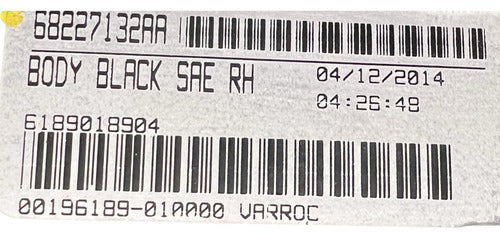 68227132AA
BODY BLACK SAE RH 04/12/2014
04:26:48
6189018904
00196189-010000 VARROC